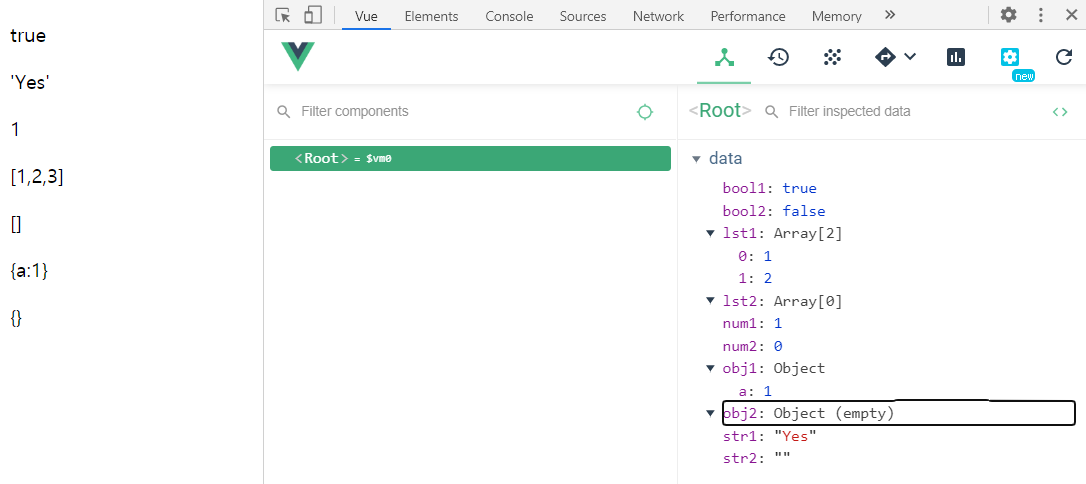 true
'Yes'
1
[1,2,3]
[]
{a:1}
{}
Vue Elements Console Sources Network Performance Memory »
new
Filter components
<Root> = $vm0
<Root> Filter inspected data <>
data
bool1: true
bool2: false
lst1: Array[2]
0: 1
1: 2
lst2: Array[0]
num1: 1
num2: 0
obj1: Object
a: 1
obj2: Object (empty)
str1: "Yes"
str2: ""